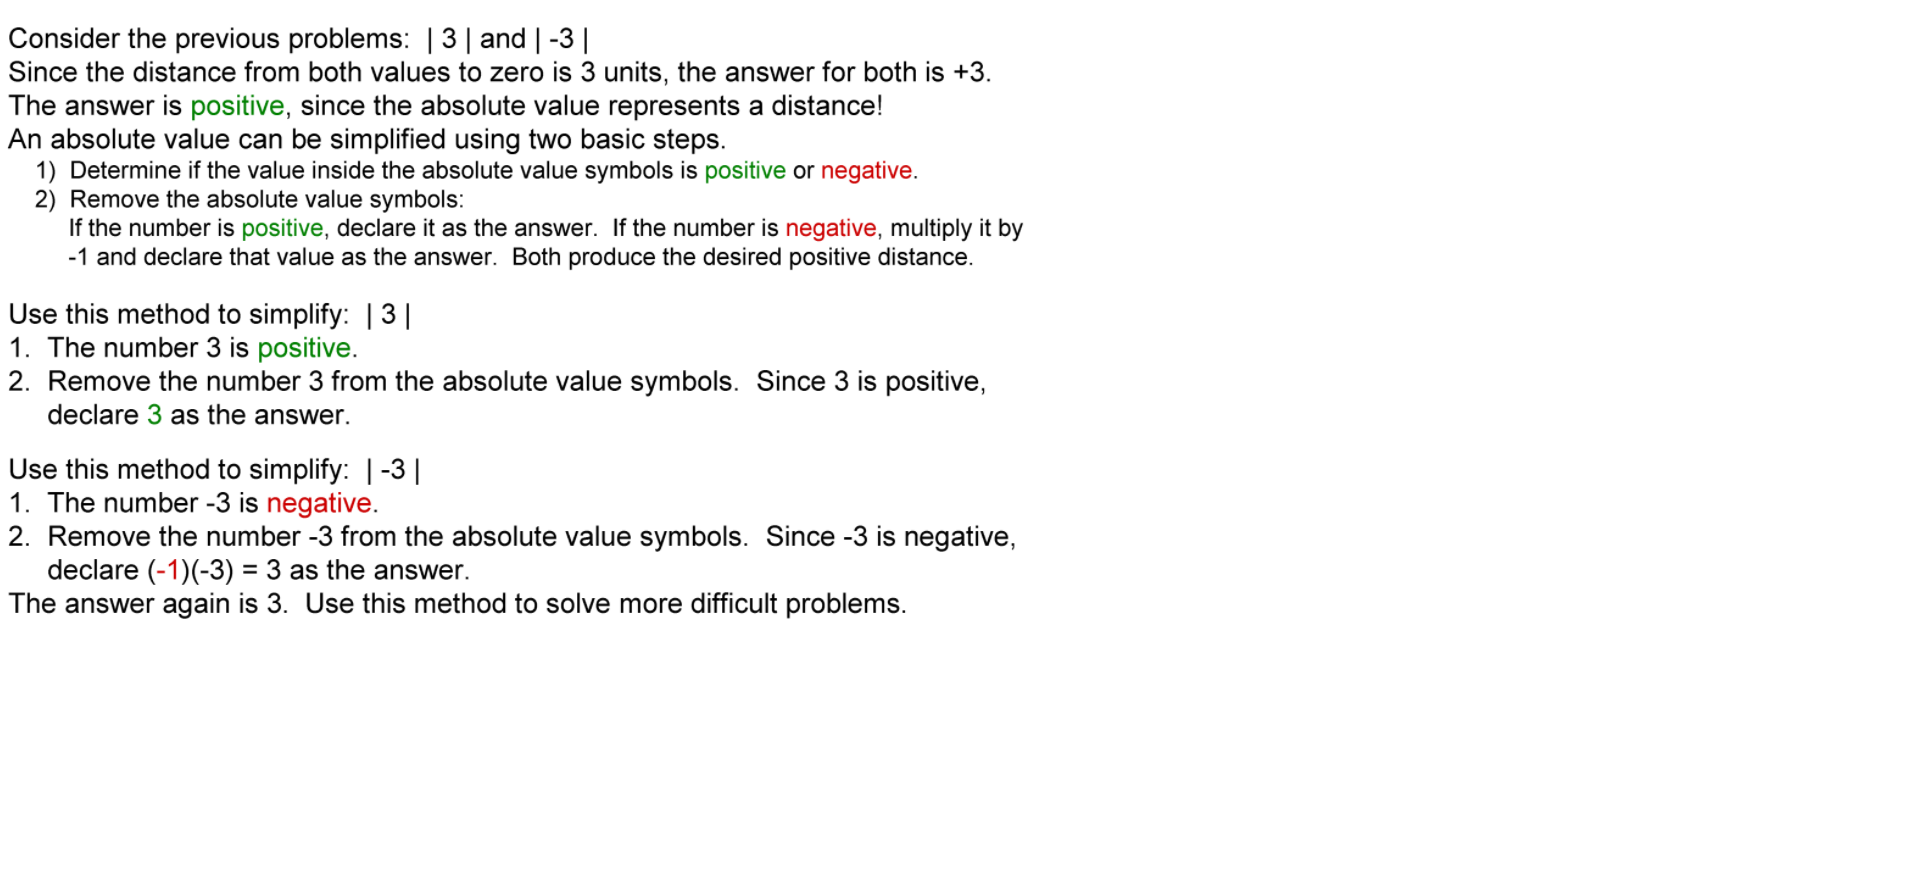 Consider the previous problems:  | 3 | and | -3 |
Since the distance from both values to zero is 3 units, the answer for both is +3.
The answer is positive, since the absolute value represents a distance!
An absolute value can be simplified using two basic steps.
1)  Determine if the value inside the absolute value symbols is positive or negative.
2)  Remove the absolute value symbols:
If the number is positive, declare it as the answer.  If the number is negative, multiply it by
-1 and declare that value as the answer.  Both produce the desired positive distance.
Use this method to simplify:  | 3 |
1.  The number 3 is positive.
2.  Remove the number 3 from the absolute value symbols.  Since 3 is positive,
declare 3 as the answer.
Use this method to simplify:  | -3 |
1.  The number -3 is negative.
2.  Remove the number -3 from the absolute value symbols.  Since -3 is negative,
declare (-1)(-3) = 3 as the answer.
The answer again is 3.  Use this method to solve more difficult problems.